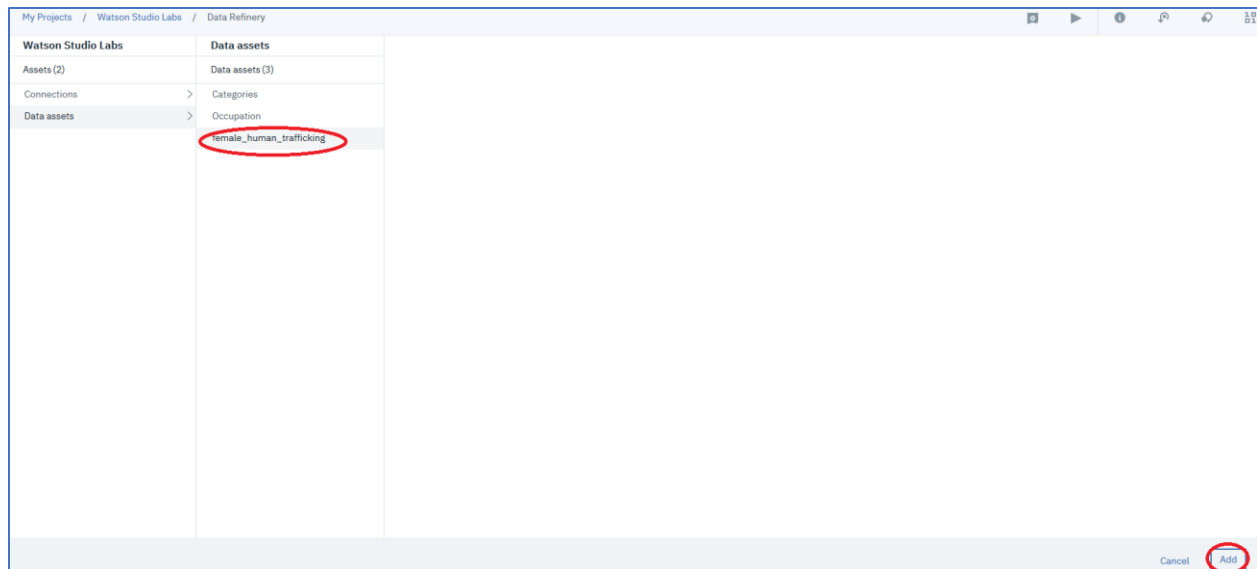 My Projects / Watson Studio Labs / Data Refinery
Watson Studio Labs
Assets (2)
Connections
Data assets
Data assets
Data assets (3)
Categories
Occupation
female_human_trafficking
Cancel
Add